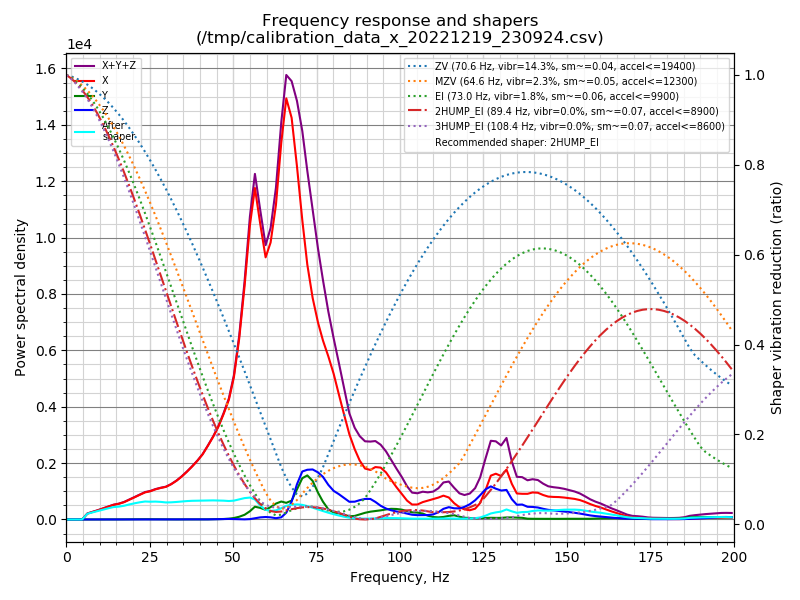 Frequency response and shapers
(/tmp/calibration_data_x_20221219_230924.csv)
1e4
X+Y+Z
X
Y
Z
After
shaper
ZV (70.6 Hz, vibr=14.3%, sm~=0.04, accel<=19400)
MZV (64.6 Hz, vibr=2.3%, sm~=0.05, accel<=12300)
EI (73.0 Hz, vibr=1.8%, sm~=0.06, accel<=9900)
2HUMP_EI (89.4 Hz, vibr=0.0%, sm~=0.07, accel<=8900)
3HUMP_EI (108.4 Hz, vibr=0.0%, sm~=0.07, accel<=8600)
Recommended shaper: 2HUMP_EI
1.6
1.4
1.2
1.0
0.8
0.6
0.4
0.2
0.0
Power spectral density
1.0
0.8
0.6
0.4
0.2
0.0
Shaper vibration reduction (ratio)
0 25 50 75 100 125 150 175 200
Frequency, Hz